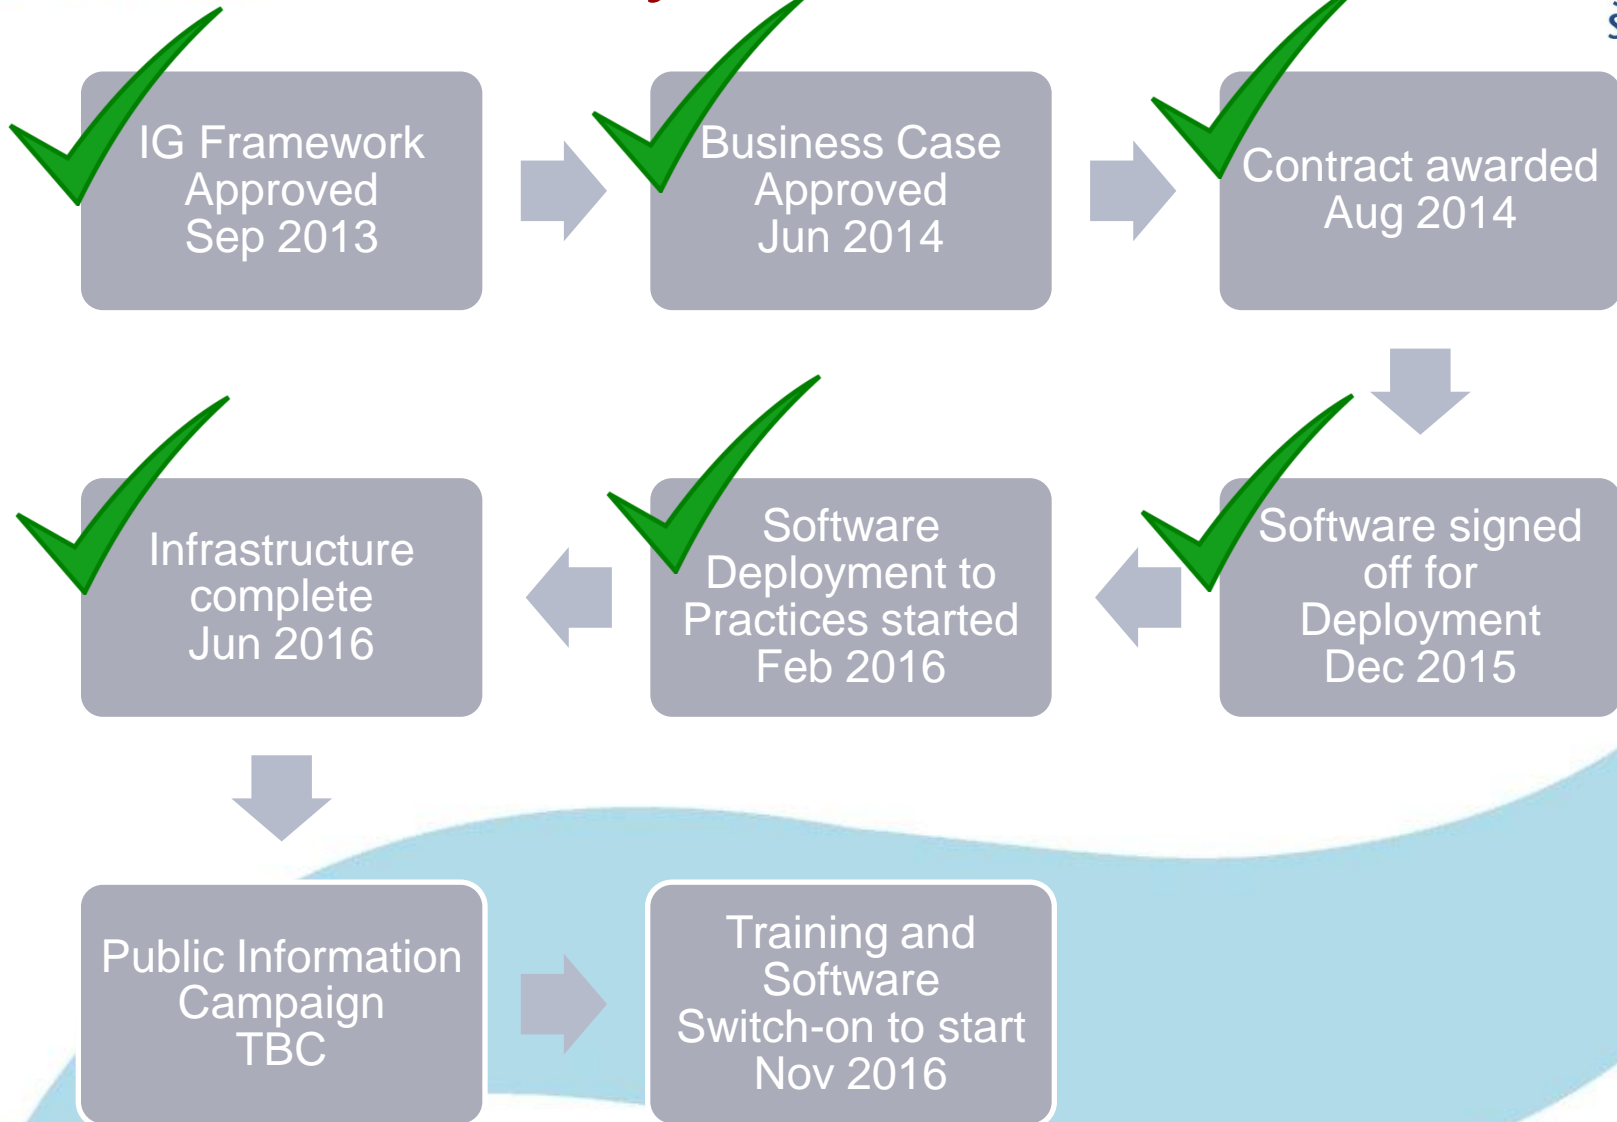 IG Framework
Approved
Sep 2013
Business Case
Approved
Jun 2014
Contract awarded
Aug 2014
Infrastructure
complete
Jun 2016
Software
Deployment to
Practices started
Feb 2016
Software signed
off for
Deployment
Dec 2015
Public Information
Campaign
TBC
Training and
Software
Switch-on to start
Nov 2016